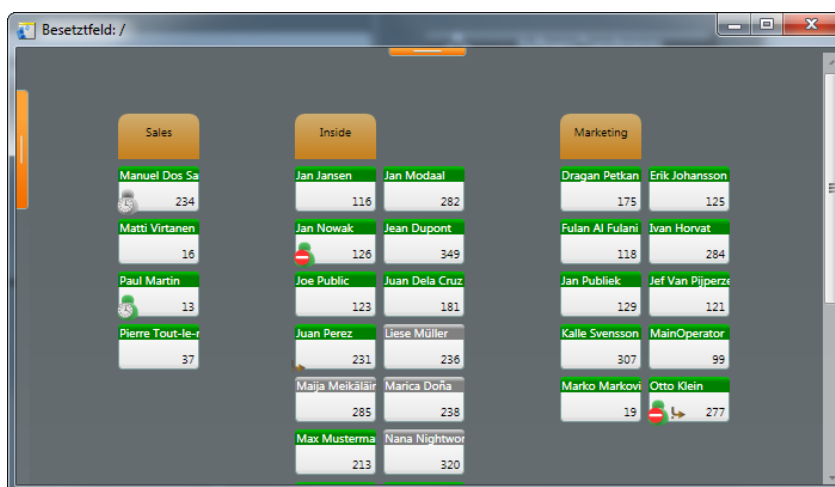 Besetztfeld: /
Sales
Inside
Marketing
Manuel Dos Sa
234
Matti Virtanen
16
Paul Martin
13
Pierre Tout-le-r
37
Jan Jansen
116
Jan Modaal
282
Jan Nowak
126
Jean Dupont
349
Joe Public
123
Juan Dela Cruz
181
Juan Perez
231
Liese Müller
236
Maija Meikäläir
285
Marica Doña
238
Max Musterma
213
Nana Nightwor
320
Dragan Petkan
175
Erik Johansson
125
Fulan Al Fulani
118
Ivan Horvat
284
Jan Publiek
129
Jef Van Pijperze
121
Kalle Svensson
307
MainOperator
99
Marko Markovi
19
Otto Klein
277